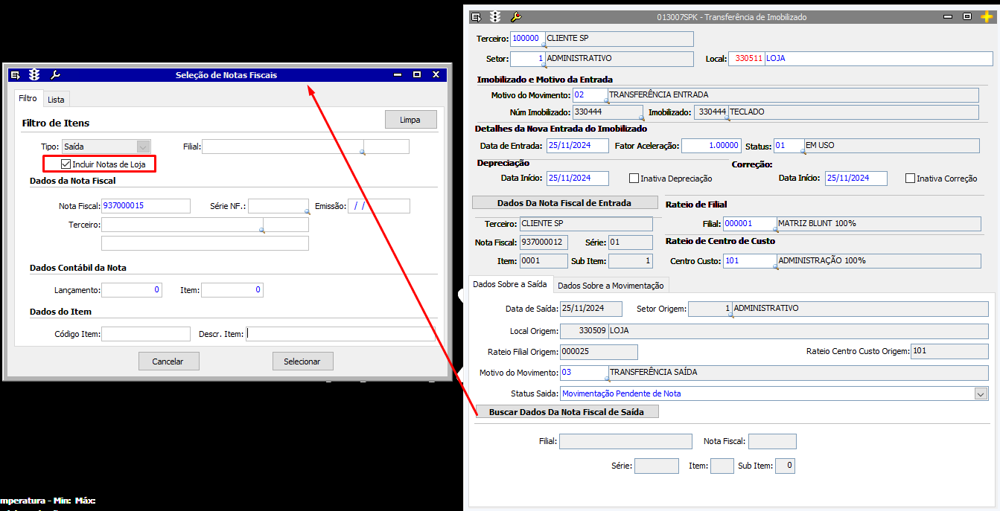 Seleção de Notas Fiscais
Filtro Lista
Filtro de Itens Limpa
Tipo: Saída Filial:
Incluir Notas de Loja
Dados da Nota Fiscal
Nota Fiscal: 937000015 Série NF.: Emissão: / /
Terceiro:
Dados Contábil da Nota
Lançamento: 0 Item: 0
Dados do Item
Código Item: Descr. Item:
Cancelar Selecionar
mperatura - Min: Máx:
013007SPK - Transferência de Imobilizado
Terceiro: 100000 CLIENTE SP
Setor: 1 ADMINISTRATIVO Local: 330511 LOJA
Imobilizado e Motivo da Entrada
Motivo do Movimento: 02 TRANSFERÊNCIA ENTRADA
Núm Imobilizado: 330444 Imobilizado: 330444 TECLADO
Detalhes da Nova Entrada do Imobilizado
Data de Entrada: 25/11/2024 Fator Aceleração: 1.00000 Status: 01 EM USO
Depreciação Correção:
Data Início: 25/11/2024 Inativa Depreciação Data Início: 25/11/2024 Inativa Correção
Dados Da Nota Fiscal de Entrada Rateio de Filial
Terceiro: CLIENTE SP Filial: 000001 MATRIZ BLUNT 100%
Nota Fiscal: 937000012 Série: 01 Rateio de Centro de Custo
Item: 0001 Sub Item: 1 Centro Custo: 101 ADMINISTRAÇÃO 100%
Dados Sobre a Saída Dados Sobre a Movimentação
Data de Saída: 25/11/2024 Setor Origem: 1 ADMINISTRATIVO
Local Origem: 330509 LOJA
Rateio Filial Origem: 000025 Rateio Centro Custo Origem: 101
Motivo do Movimento: 03 TRANSFERÊNCIA SAÍDA
Status Saida: Movimentação Pendente de Nota
Buscar Dados Da Nota Fiscal de Saída
Filial: Nota Fiscal:
Série: Item: Sub Item: 0